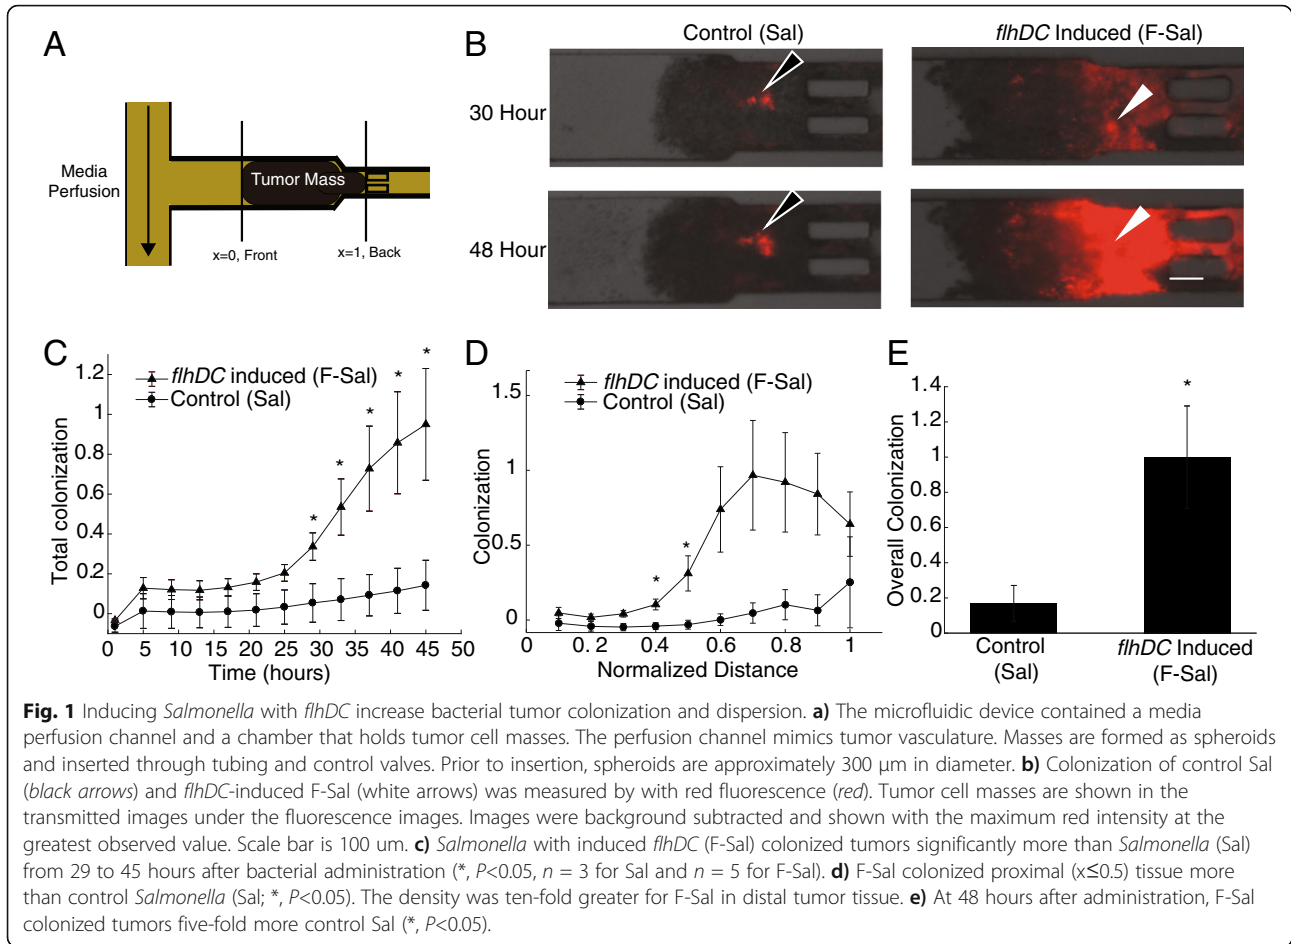 A
Media
Perfusion
Tumor Mass
x=0, Front
x=1, Back
B
Control (Sal)
flhDC Induced (F-Sal)
30 Hour
48 Hour
C
flhDC induced (F-Sal)
Control (Sal)
Total colonization
1.2
1
0.8
0.6
0.4
0.2
0
* * * * *
0 5 10 15 20 25 30 35 40 45 50
Time (hours)
D
flhDC induced (F-Sal)
Control (Sal)
Colonization
1.5
1
0.5
0
* *
0 0.2 0.4 0.6 0.8 1
Normalized Distance
E
Overall Colonization
1.4
1.2
1
0.8
0.6
0.4
0.2
0
*
Control
(Sal)
flhDC Induced
(F-Sal)
Fig. 1 Inducing Salmonella with flhDC increase bacterial tumor colonization and dispersion. a) The microfluidic device contained a media
perfusion channel and a chamber that holds tumor cell masses. The perfusion channel mimics tumor vasculature. Masses are formed as spheroids
and inserted through tubing and control valves. Prior to insertion, spheroids are approximately 300 μm in diameter. b) Colonization of control Sal
(black arrows) and flhDC-induced F-Sal (white arrows) was measured by with red fluorescence (red). Tumor cell masses are shown in the
transmitted images under the fluorescence images. Images were background subtracted and shown with the maximum red intensity at the
greatest observed value. Scale bar is 100 um. c) Salmonella with induced flhDC (F-Sal) colonized tumors significantly more than Salmonella (Sal)
from 29 to 45 hours after bacterial administration (*, P<0.05, n = 3 for Sal and n = 5 for F-Sal). d) F-Sal colonized proximal (x≤0.5) tissue more
than control Salmonella (Sal; *, P<0.05). The density was ten-fold greater for F-Sal in distal tumor tissue. e) At 48 hours after administration, F-Sal
colonized tumors five-fold more control Sal (*, P<0.05).